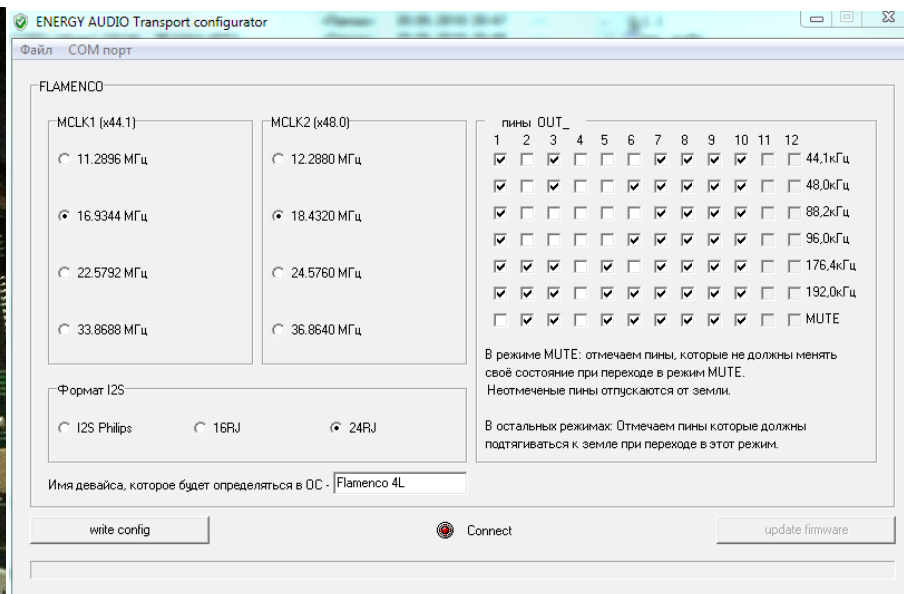 ENERGY AUDIO Transport configurator
Файл COM порт
FLAMENCO
MCLK1 (x44.1)
11.2896 МГц
16.9344 МГц
22.5792 МГц
33.8688 МГц
MCLK2 (x48.0)
12.2880 МГц
18.4320 МГц
24.5760 МГц
36.8640 МГц
пины OUT_
1 2 3 4 5 6 7 8 9 10 11 12
44,1кГц
48,0кГц
88,2кГц
96,0кГц
176,4кГц
192,0кГц
MUTE
В режиме MUTE: отмечаем пины, которые не должны менять
своё состояние при переходе в режим MUTE.
Неотмеченые пины отпускаются от земли.
В остальных режимах: Отмечаем пины которые должны
подтягиваться к земле при переходе в этот режим.
Формат I2S
I2S Philips 16RJ 24RJ
Имя девайса, которое будет определяться в ОС - Flamenco 4L
write config Connect update firmware